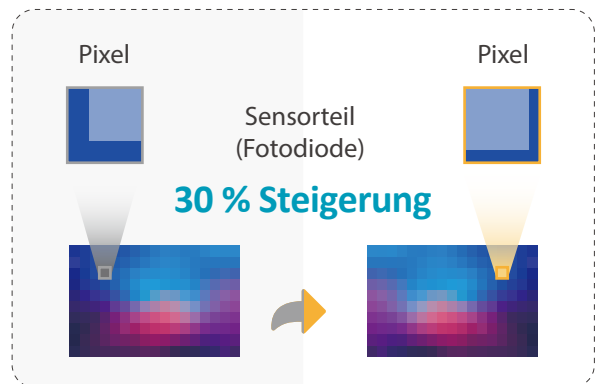 Pixel
Pixel
Sensorteil
(Fotodiode)
30 % Steigerung